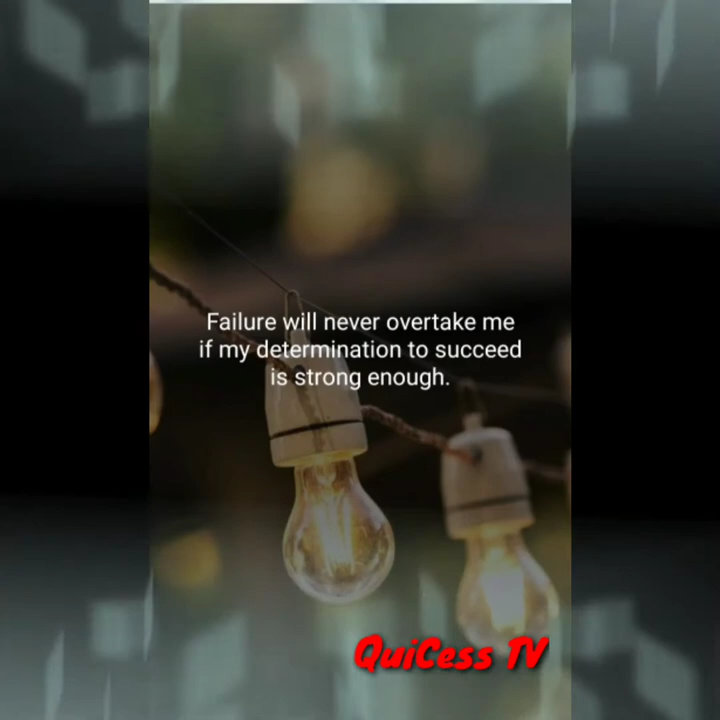 Failure will never overtake me
if my determination to succeed
is strong enough.
QuiCess TV